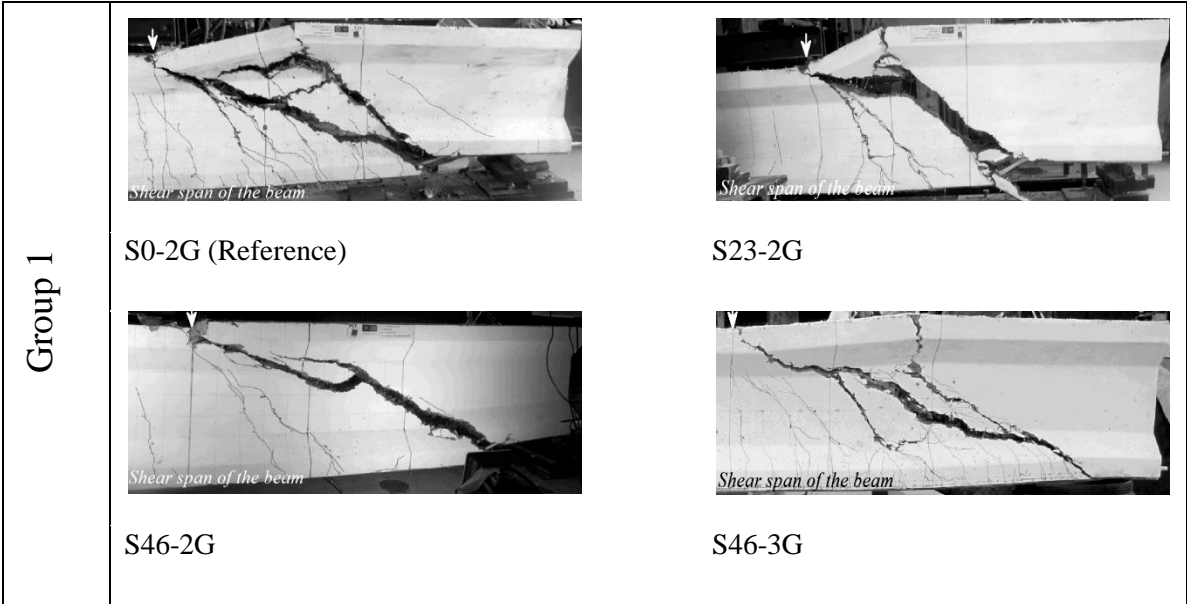 Group 1
Shear span of the beam
Shear span of the beam
S0-2G (Reference)
S23-2G
Shear span of the beam
Shear span of the beam
S46-2G
S46-3G